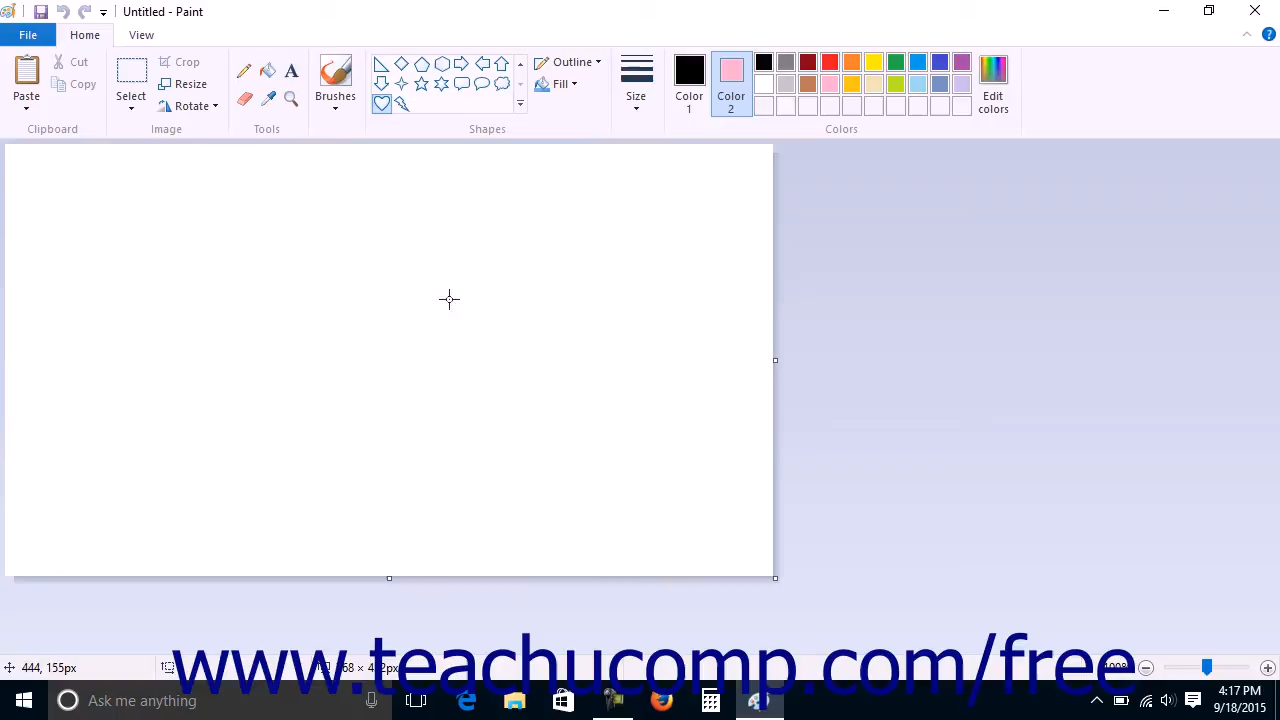 Untitled - Paint
File
Home
View
Paste
Cut
Copy
Clipboard
Select
Crop
Resize
Rotate
Image
A
Tools
Brushes
Shapes
Outline
Fill
Size
Color
1
Color
2
Colors
Edit
colors
444, 155px
www.teachucomp.com/free
Ask me anything
4:17 PM
9/18/2015